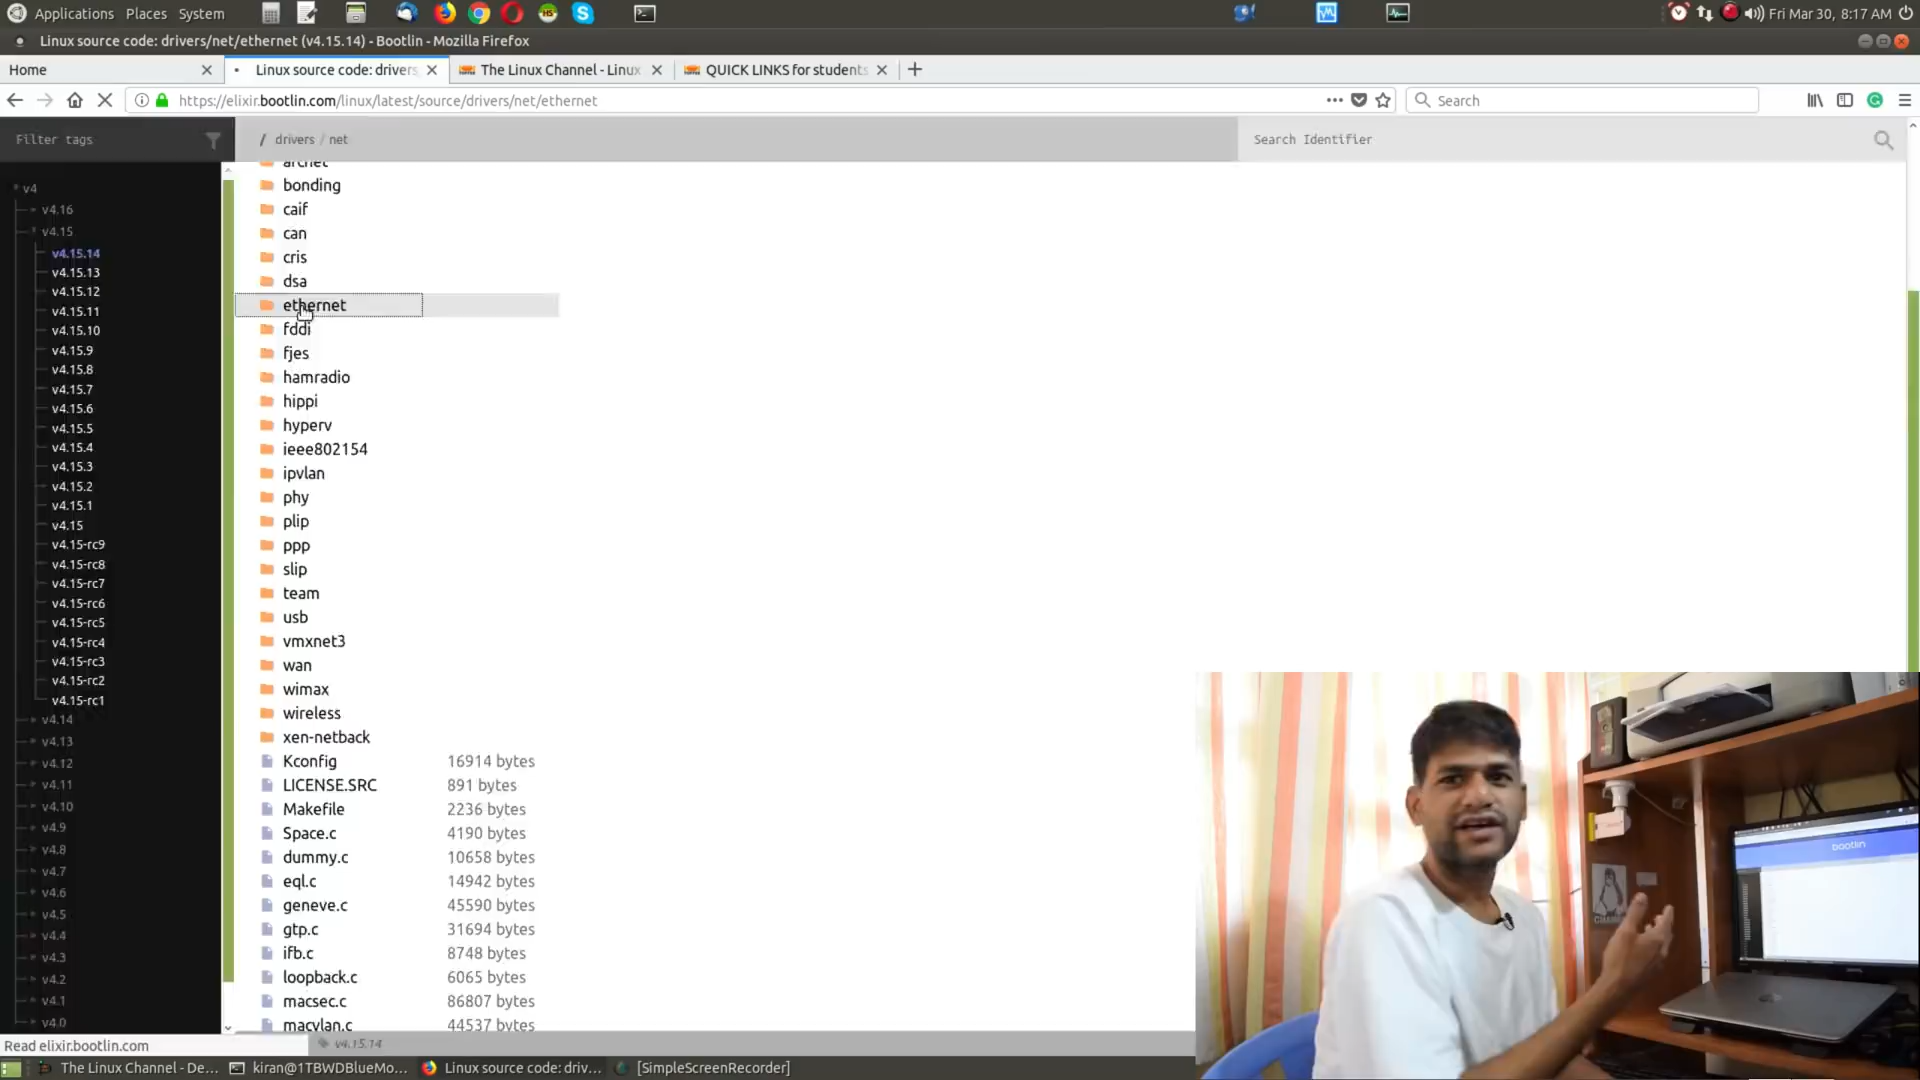 Applications Places System
Fri Mar 30, 8:17 AM
Linux source code: drivers/net/ethernet (v4.15.14) - Bootlin - Mozilla Firefox
Home
Linux source code: drivers
The Linux Channel - Linux
QUICK LINKS for students
https://elixir.bootlin.com/linux/latest/source/drivers/net/ethernet
Search
Filter tags
/ drivers / net
Search Identifier
v4
v4.16
v4.15
v4.15.14
v4.15.13
v4.15.12
v4.15.11
v4.15.10
v4.15.9
v4.15.8
v4.15.7
v4.15.6
v4.15.5
v4.15.4
v4.15.3
v4.15.2
v4.15.1
v4.15
v4.15-rc9
v4.15-rc8
v4.15-rc7
v4.15-rc6
v4.15-rc5
v4.15-rc4
v4.15-rc3
v4.15-rc2
v4.15-rc1
v4.14
v4.13
v4.12
v4.11
v4.10
v4.9
v4.8
v4.7
v4.6
v4.5
v4.4
v4.3
v4.2
v4.1
v4.0
arcnet
bonding
caif
can
cris
dsa
ethernet
fddi
fjes
hamradio
hippi
hyperv
ieee802154
ipvlan
phy
plip
ppp
slip
team
usb
vmxnet3
wan
wimax
wireless
xen-netback
Kconfig 16914 bytes
LICENSE.SRC 891 bytes
Makefile 2236 bytes
Space.c 4190 bytes
dummy.c 10658 bytes
eql.c 14942 bytes
geneve.c 45590 bytes
gtp.c 31694 bytes
ifb.c 8748 bytes
loopback.c 6065 bytes
macsec.c 86807 bytes
macvlan.c 44537 bytes
bootlin
Read elixir.bootlin.com
v4.15.14
The Linux Channel - De...
kiran@1TBWDBlueMo...
Linux source code: driv...
[SimpleScreenRecorder]